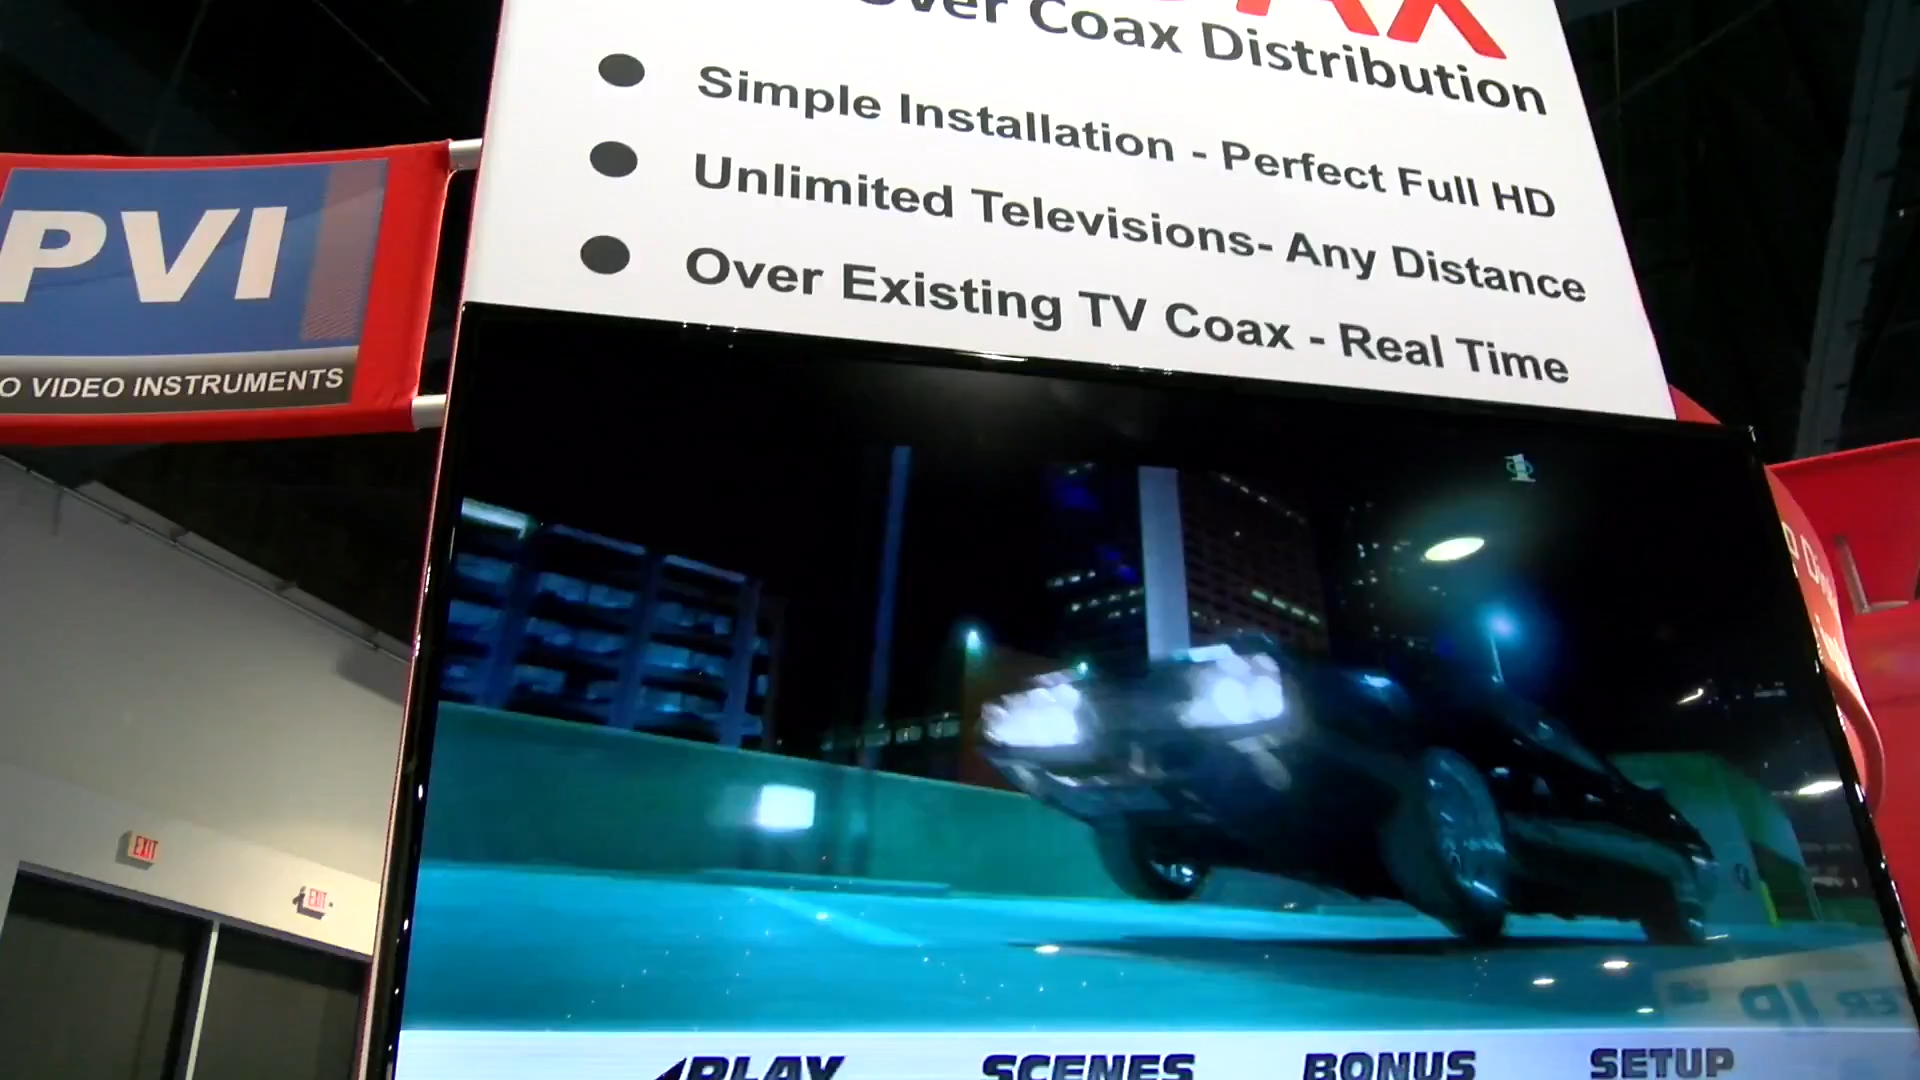 Over Coax Distribution
Simple Installation - Perfect Full HD
Unlimited Televisions- Any Distance
Over Existing TV Coax - Real Time
PVI
O VIDEO INSTRUMENTS
EXIT
EXIT
PLAY SCENES BONUS SETUP